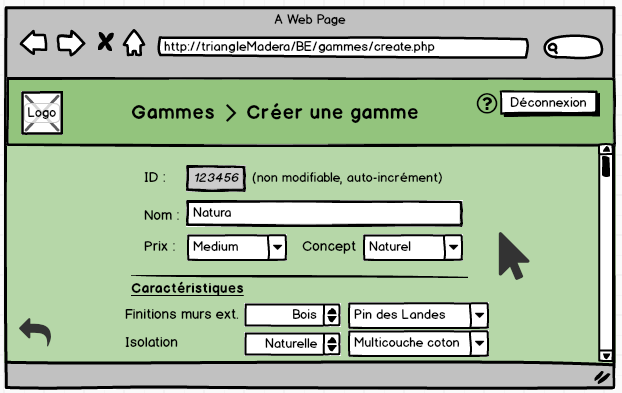 A Web Page
http://triangleMadera/BE/gammes/create.php
Logo
Gammes > Créer une gamme
? Déconnexion
ID : 123456 (non modifiable, auto-incrément)
Nom : Natura
Prix : Medium Concept Naturel
Caractéristiques
Finitions murs ext. Bois Pin des Landes
Isolation Naturelle Multicouche coton